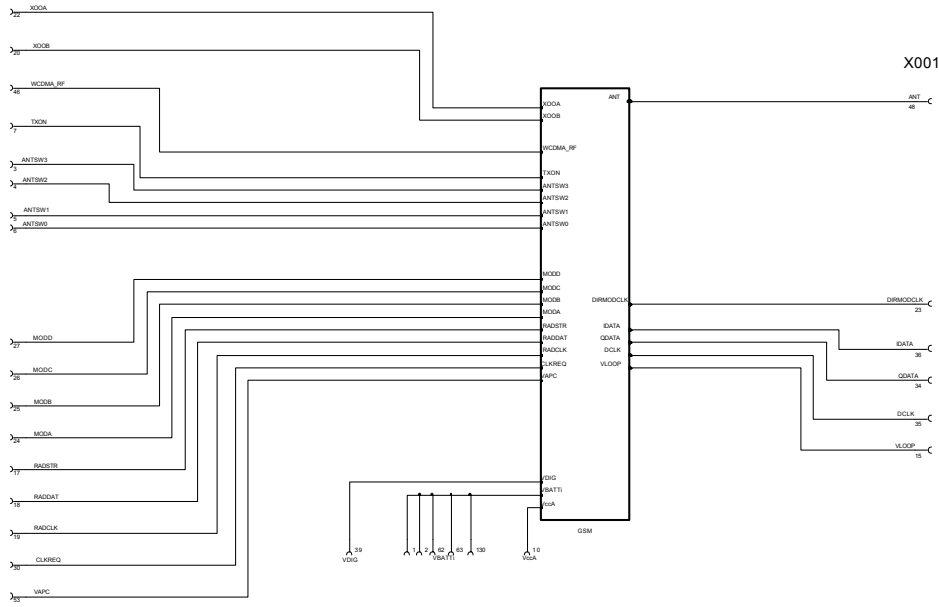 XOOA
22
XOOB
20
X001
WCDMA_RF
46
TXON
7
ANTSW3
3
ANTSW2
4
ANTSW1
5
ANTSW0
6
XOOA
XOOB
WCDMA_RF
TXON
ANTSW3
ANTSW2
ANTSW1
ANTSW0
ANT
ANT
48
MODD
MODC
MODB
MODA
RADSTR
RADDAT
RADCLK
CLKREQ
VAPC
DIRMODCLK
IDATA
QDATA
DCLK
VLOOP
DIRMODCLK
23
IDATA
36
QDATA
34
DCLK
35
VLOOP
15
MODD
27
MODC
26
MODB
25
MODA
24
RADSTR
17
RADDAT
18
RADCLK
19
CLKREQ
30
VAPC
53
VDIG
VBATTi
VccA
GSM
39
VDIG
1 2 62 63 130
VBATTi
10
VccA